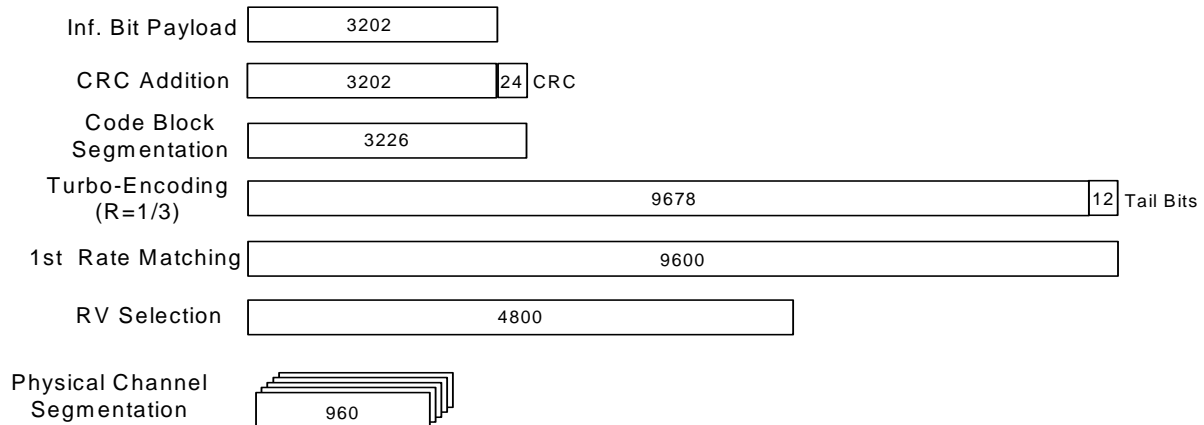 Inf. Bit Payload 3202
CRC Addition 3202 24 CRC
Code Block
Segmentation 3226
Turbo-Encoding
(R=1/3) 9678 12 Tail Bits
1st Rate Matching 9600
RV Selection 4800
Physical Channel
Segmentation 960